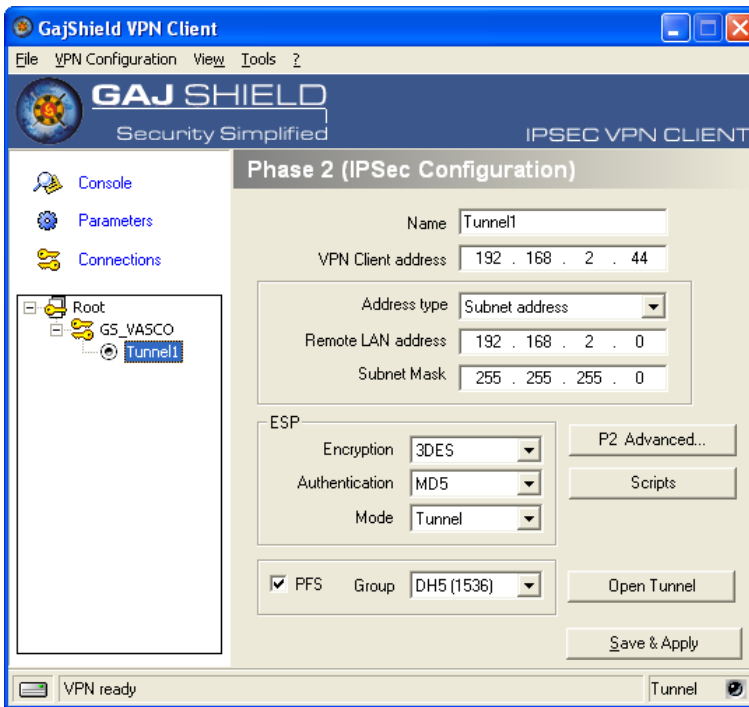 GajShield VPN Client
File VPN Configuration View Tools ?
GAJ SHIELD
Security Simplified
IPSEC VPN CLIENT
Console
Parameters
Connections
Root
GS_VASCO
Tunnel1
Phase 2 (IPSec Configuration)
Name Tunnel1
VPN Client address 192 . 168 . 2 . 44
Address type Subnet address
Remote LAN address 192 . 168 . 2 . 0
Subnet Mask 255 . 255 . 255 . 0
ESP
Encryption 3DES
Authentication MD5
Mode Tunnel
P2 Advanced...
Scripts
PFS Group DH5 (1536)
Open Tunnel
Save & Apply
VPN ready Tunnel